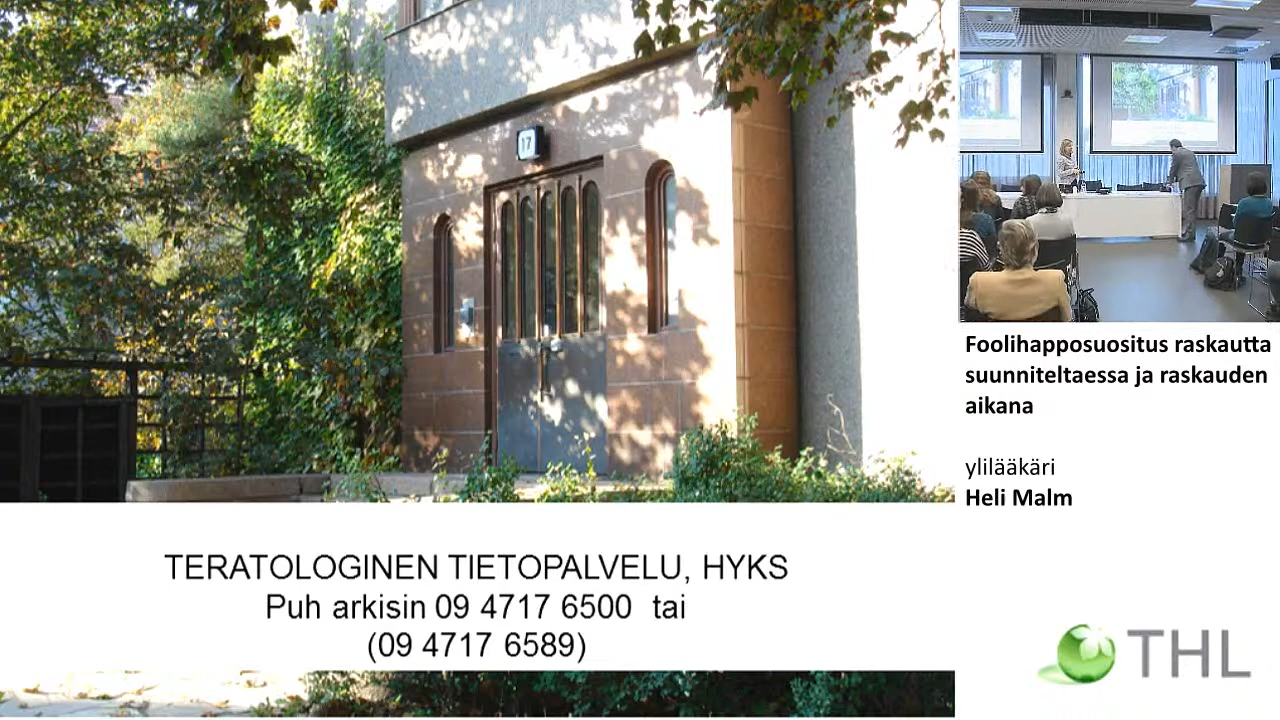 17
TERATOLOGINEN TIETOPALVELU, HYKS
Puh arkisin 09 4717 6500 tai
(09 4717 6589)
Foolihapposuositus raskautta
suunniteltaessa ja raskauden
aikana
ylilääkäri
Heli Malm
THL